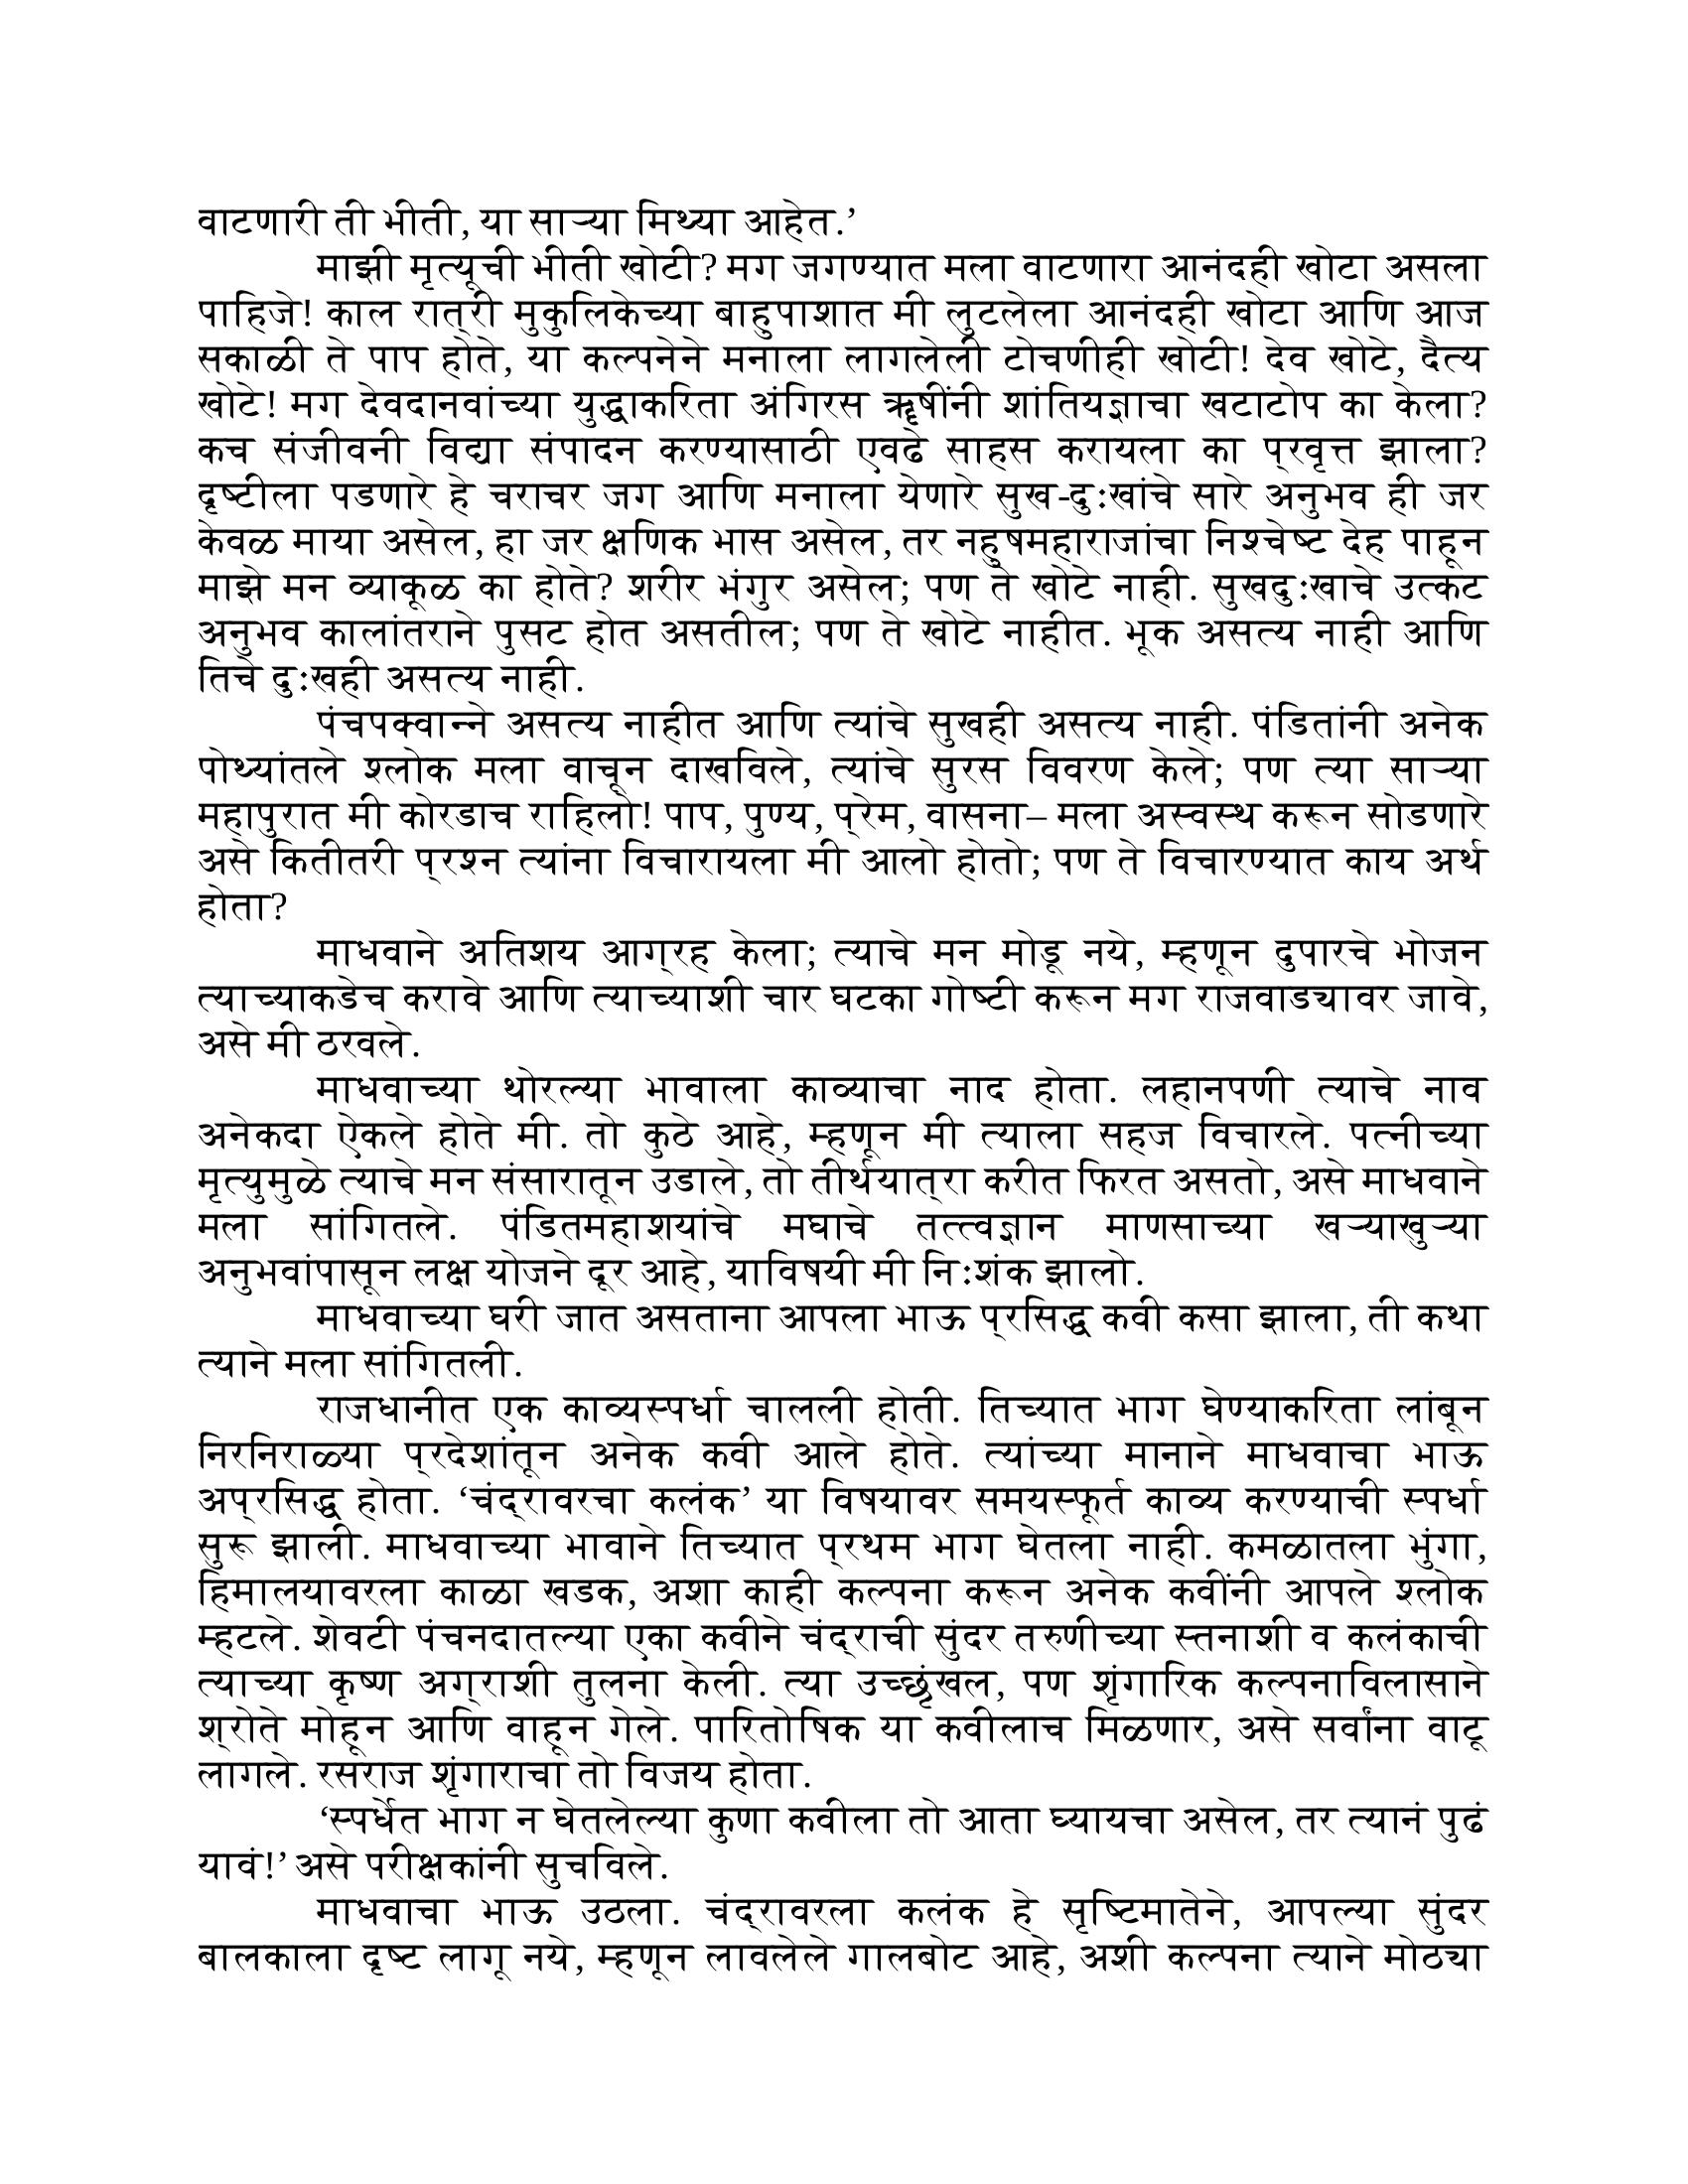 वाटणारी ती भीती, या साऱ्या मिथ्या आहेत.’
माझी मृत्यूची भीती खोटी? मग जगण्यात मला वाटणारा आनंदही खोटा असला
पाहिजे! काल रात्री मुकुलिकेच्या बाहुपाशात मी लुटलेला आनंदही खोटा आणि आज
सकाळी ते पाप होते, या कल्पनेने मनाला लागलेली टोचणीही खोटी! देव खोटे, दैत्य
खोटे! मग देवदानवांच्या युद्धाकरिता अंगिरस ॠषींनी शांतियज्ञाचा खटाटोप का केला?
कच संजीवनी विद्या संपादन करण्यासाठी एवढे साहस करायला का प्रवृत्त झाला?
दृष्टीला पडणारे हे चराचर जग आणि मनाला येणारे सुख-दुःखांचे सारे अनुभव ही जर
केवळ माया असेल, हा जर क्षणिक भास असेल, तर नहुषमहाराजांचा निश्चेष्ट देह पाहून
माझे मन व्याकूळ का होते? शरीर भंगुर असेल; पण ते खोटे नाही. सुखदुःखाचे उत्कट
अनुभव कालांतराने पुसट होत असतील; पण ते खोटे नाहीत. भूक असत्य नाही आणि
तिचे दुःखही असत्य नाही.
पंचपक्वान्ने असत्य नाहीत आणि त्यांचे सुखही असत्य नाही. पंडितांनी अनेक
पोथ्यांतले श्लोक मला वाचून दाखविले, त्यांचे सुरस विवरण केले; पण त्या साऱ्या
महापुरात मी कोरडाच राहिलो! पाप, पुण्य, प्रेम, वासना– मला अस्वस्थ करून सोडणारे
असे कितीतरी प्रश्न त्यांना विचारायला मी आलो होतो; पण ते विचारण्यात काय अर्थ
होता?
माधवाने अतिशय आग्रह केला; त्याचे मन मोडू नये, म्हणून दुपारचे भोजन
त्याच्याकडेच करावे आणि त्याच्याशी चार घटका गोष्टी करून मग राजवाड्यावर जावे,
असे मी ठरवले.
माधवाच्या थोरल्या भावाला काव्याचा नाद होता. लहानपणी त्याचे नाव
अनेकदा ऐकले होते मी. तो कुठे आहे, म्हणून मी त्याला सहज विचारले. पत्नीच्या
मृत्युमुळे त्याचे मन संसारातून उडाले, तो तीर्थयात्रा करीत फिरत असतो, असे माधवाने
मला सांगितले. पंडितमहाशयांचे मघाचे तत्त्वज्ञान माणसाच्या खऱ्याखुऱ्या
अनुभवांपासून लक्ष योजने दूर आहे, याविषयी मी निःशंक झालो.
माधवाच्या घरी जात असताना आपला भाऊ प्रसिद्ध कवी कसा झाला, ती कथा
त्याने मला सांगितली.
राजधानीत एक काव्यस्पर्धा चालली होती. तिच्यात भाग घेण्याकरिता लांबून
निरनिराळ्या प्रदेशांतून अनेक कवी आले होते. त्यांच्या मानाने माधवाचा भाऊ
अप्रसिद्ध होता. ‘चंद्रावरचा कलंक’ या विषयावर समयस्फूर्त काव्य करण्याची स्पर्धा
सुरू झाली. माधवाच्या भावाने तिच्यात प्रथम भाग घेतला नाही. कमळातला भुंगा,
हिमालयावरला काळा खडक, अशा काही कल्पना करून अनेक कवींनी आपले श्लोक
म्हटले. शेवटी पंचनदातल्या एका कवीने चंद्राची सुंदर तरुणीच्या स्तनाशी व कलंकाची
त्याच्या कृष्ण अग्राशी तुलना केली. त्या उच्छृंखल, पण शृंगारिक कल्पनाविलासाने
श्रोते मोहून आणि वाहून गेले. पारितोषिक या कवीलाच मिळणार, असे सर्वांना वाटू
लागले. रसराज शृंगाराचा तो विजय होता.
‘स्पर्धेत भाग न घेतलेल्या कुणा कवीला तो आता घ्यायचा असेल, तर त्यानं पुढं
यावं!’ असे परीक्षकांनी सुचविले.
माधवाचा भाऊ उठला. चंद्रावरला कलंक हे सृष्टिमातेने, आपल्या सुंदर
बालकाला दृष्ट लागू नये, म्हणून लावलेले गालबोट आहे, अशी कल्पना त्याने मोठ्या